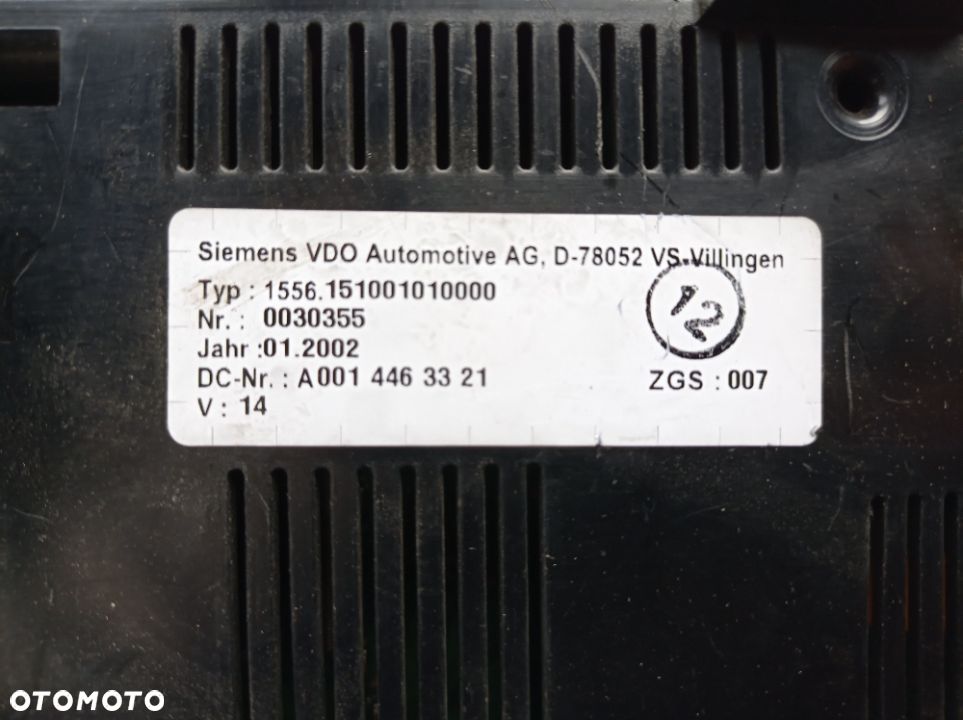 Siemens VDO Automotive AG, D-78052 VS-Villingen
Typ : 1556.151001010000
Nr. : 0030355
12
Jahr :01.2002
DC-Nr. : A 001 446 33 21
ZGS : 007
V : 14
OTOMOTO